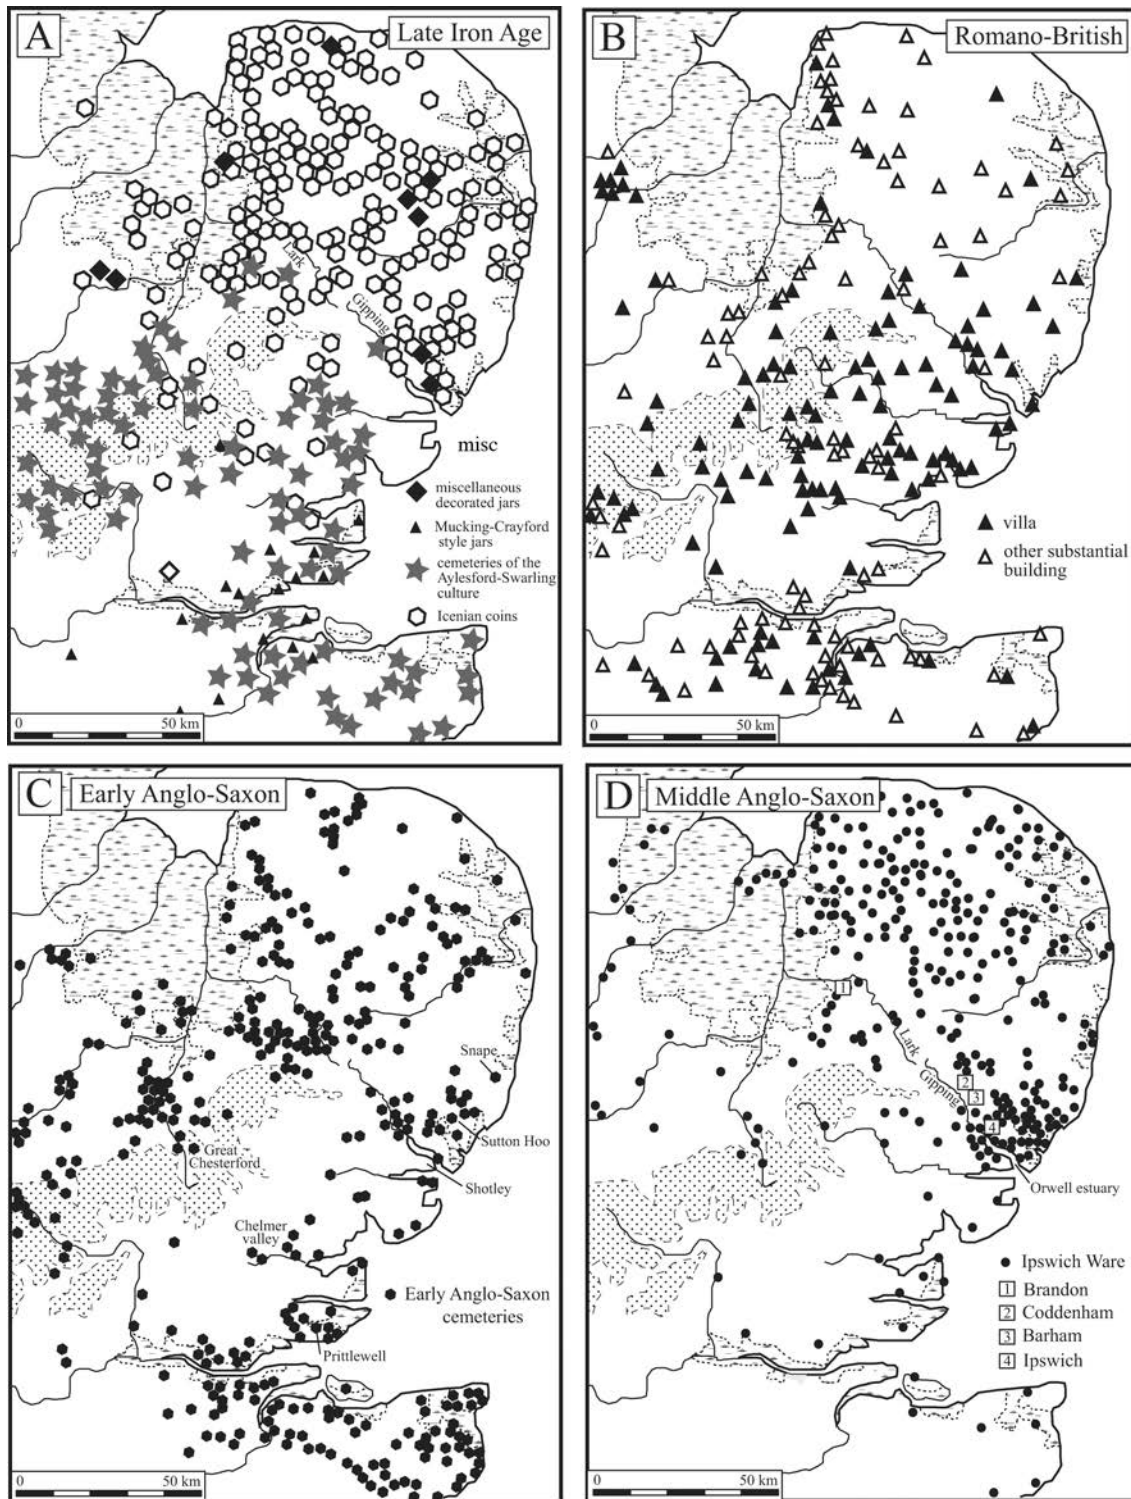 A
Late Iron Age
Lark
Gipping
misc
miscellaneous
decorated jars
Mucking-Crayford
style jars
cemeteries of the
Aylesford-Swarling
culture
Icenian coins
0 50 km
B
Romano-British
villa
other substantial
building
0 50 km
C
Early Anglo-Saxon
Snape
Sutton Hoo
Great
Chesterford
Shotley
Chelmer
valley
Early Anglo-Saxon
cemeteries
Prittlewell
0 50 km
D
Middle Anglo-Saxon
1
Lark
Gipping
2
3
4
Orwell estuary
Ipswich Ware
1 Brandon
2 Coddenham
3 Barham
4 Ipswich
0 50 km